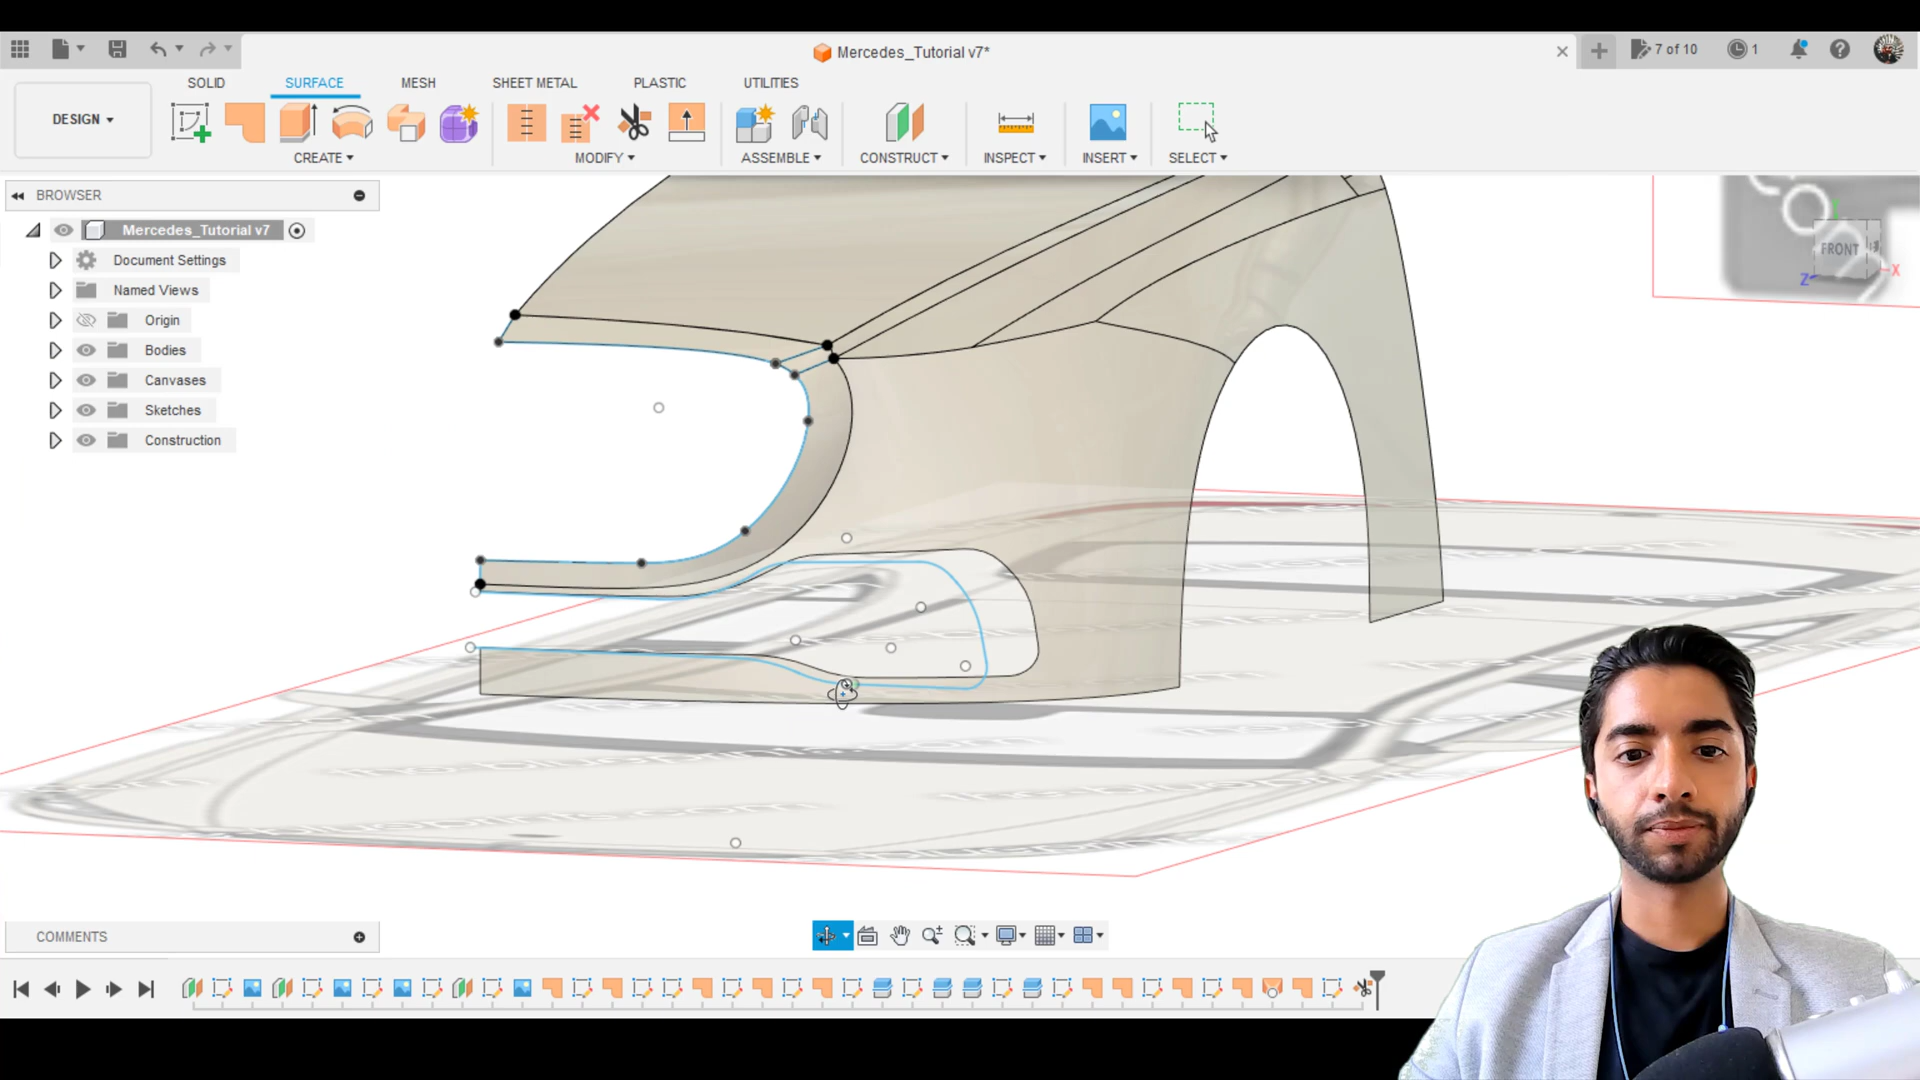 Mercedes_Tutorial v7*
7 of 10
1
SOLID
SURFACE
MESH
SHEET METAL
PLASTIC
UTILITIES
DESIGN
CREATE
MODIFY
ASSEMBLE
CONSTRUCT
INSPECT
INSERT
SELECT
BROWSER
Mercedes_Tutorial v7
Document Settings
Named Views
Origin
Bodies
Canvases
Sketches
Construction
FRONT
Y
Z
X
COMMENTS